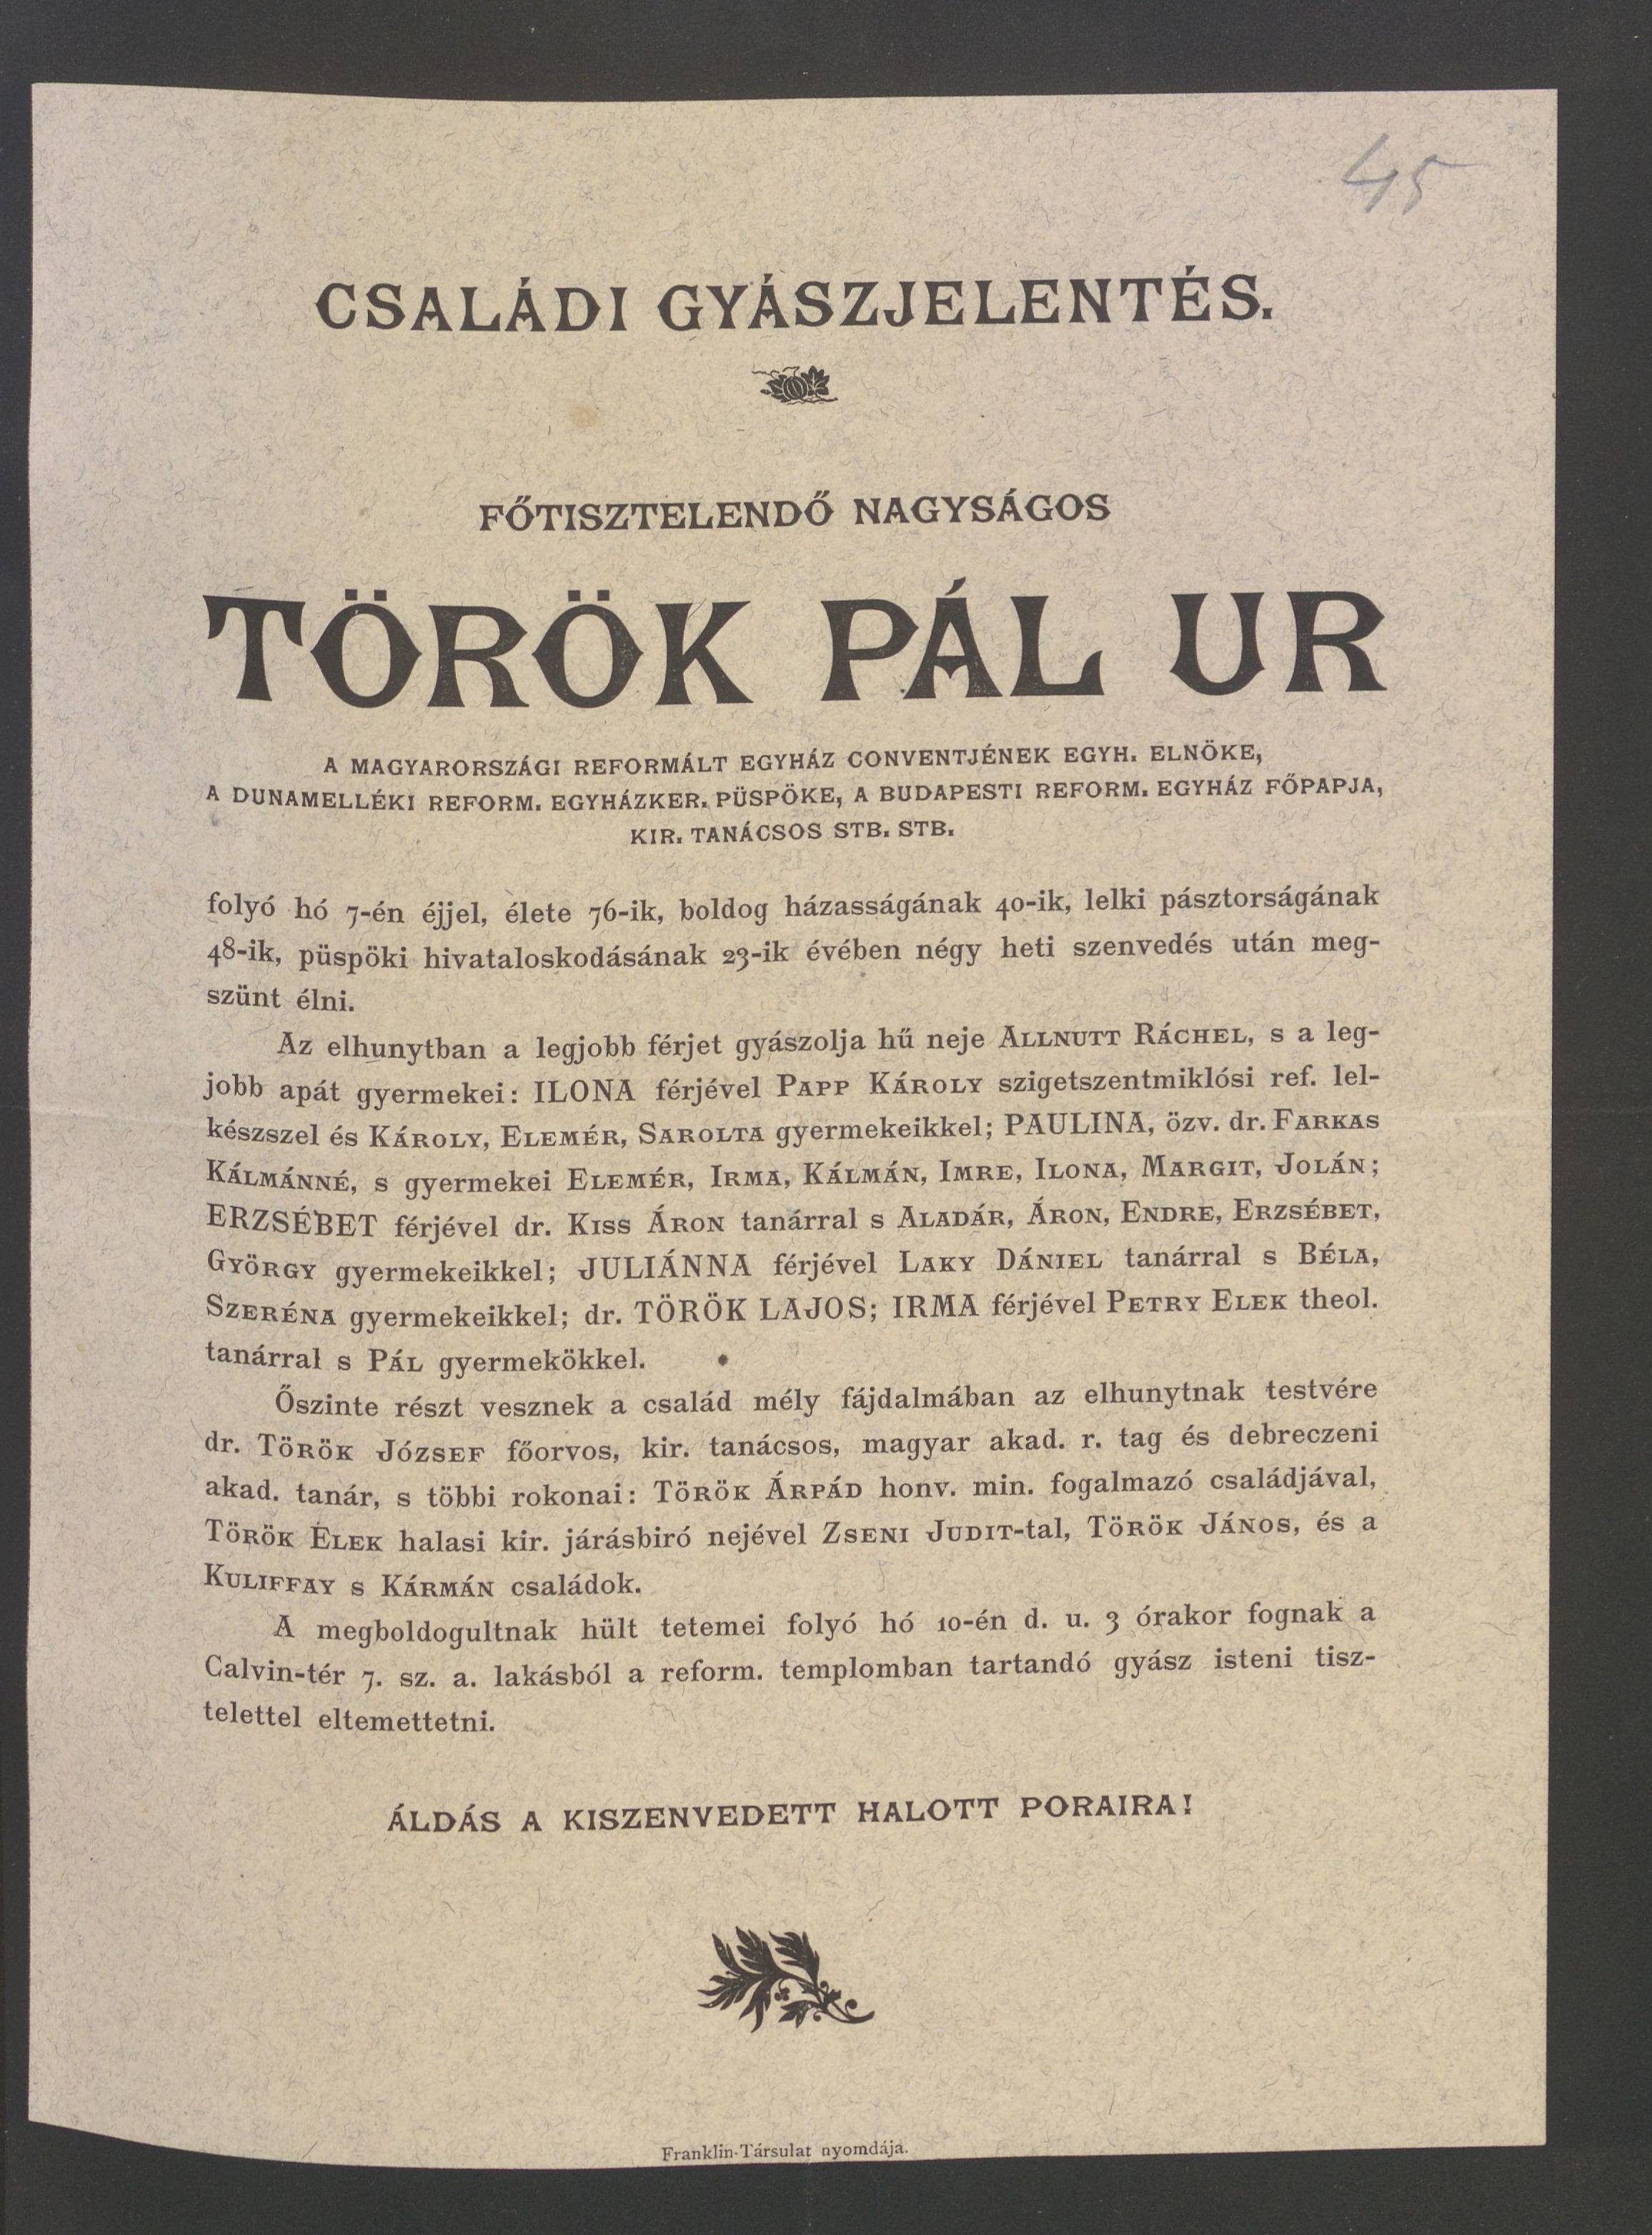 45
CSALÁDI GYÁSZJELENTÉS.
FŐTISZTELENDŐ NAGYSÁGOS
TÖRÖK PÁL UR
A MAGYARORSZÁGI REFORMÁLT EGYHÁZ CONVENTJÉNEK EGYH. ELNÖKE,
A DUNAMELLÉKI REFORM. EGYHÁZKER. PÜSPÖKE, A BUDAPESTI REFORM. EGYHÁZ FŐPAPJA,
KIR. TANÁCSOS STB. STB.
folyó hó 7-én éjjel, élete 76-ik, boldog házasságának 40-ik, lelki pásztorságának
48-ik, püspöki hivataloskodásának 23-ik évében négy heti szenvedés után meg-
szünt élni.
Az elhunytban a legjobb férjet gyászolja hű neje ALLNUTT RÁCHEL, s a leg-
jobb apát gyermekei: ILONA férjével PAPP KÁROLY szigetszentmiklósi ref. lel-
készszel és KÁROLY, ELEMÉR, SAROLTA gyermekeikkel; PAULINA, özv. dr. FARKAS
KÁLMÁNNÉ, s gyermekei ELEMÉR, IRMA, KÁLMÁN, IMRE, ILONA, MARGIT, JOLÁN;
ERZSÉBET férjével dr. KISS ÁRON tanárral s ALADÁR, ÁRON, ENDRE, ERZSÉBET,
GYÖRGY gyermekeikkel; JULIÁNNA férjével LAKY DÁNIEL tanárral s BÉLA,
SZERÉNA gyermekeikkel; dr. TÖRÖK LAJOS; IRMA férjével PETRY ELEK theol.
tanárral s PÁL gyermekökkel.
Őszinte részt vesznek a család mély fájdalmában az elhunytnak testvére
dr. TÖRÖK JÓZSEF főorvos, kir. tanácsos, magyar akad. r. tag és debreczeni
akad. tanár, s többi rokonai: TÖRÖK ÁRPÁD honv. min. fogalmazó családjával,
TÖRÖK ELEK halasi kir. járásbiró nejével ZSENI JUDIT-tal, TÖRÖK JÁNOS, és a
KULIFFAY s KÁRMÁN családok.
A megboldogultnak hült tetemei folyó hó 10-én d. u. 3 órakor fognak a
Calvin-tér 7. sz. a. lakásból a reform. templomban tartandó gyász isteni tisz-
telettel eltemettetni.
ÁLDÁS A KISZENVEDETT HALOTT PORAIRA!
Franklin-Társulat nyomdája.